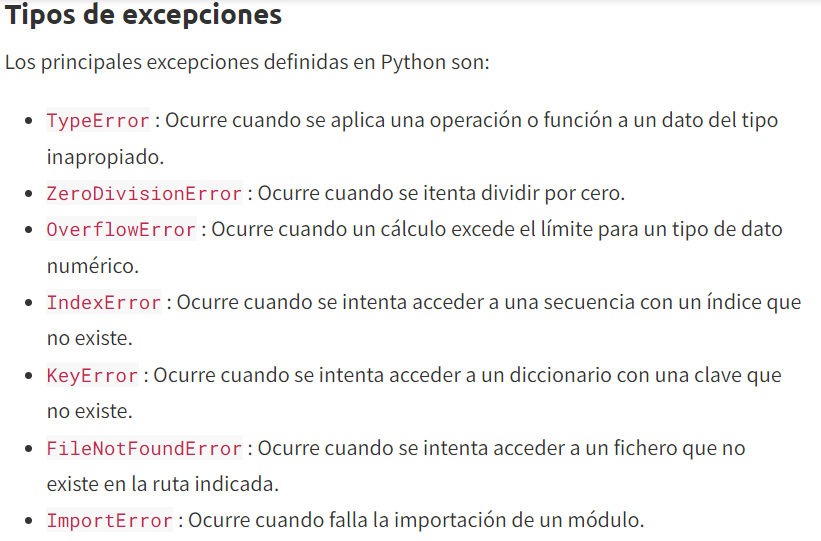 Tipos de excepciones
Los principales excepciones definidas en Python son:
• TypeError : Ocurre cuando se aplica una operación o función a un dato del tipo
inapropiado.
• ZeroDivisionError : Ocurre cuando se itenta dividir por cero.
• OverflowError : Ocurre cuando un cálculo excede el límite para un tipo de dato
numérico.
• IndexError : Ocurre cuando se intenta acceder a una secuencia con un índice que
no existe.
• KeyError : Ocurre cuando se intenta acceder a un diccionario con una clave que
no existe.
• FileNotFoundError : Ocurre cuando se intenta acceder a un fichero que no
existe en la ruta indicada.
• ImportError : Ocurre cuando falla la importación de un módulo.